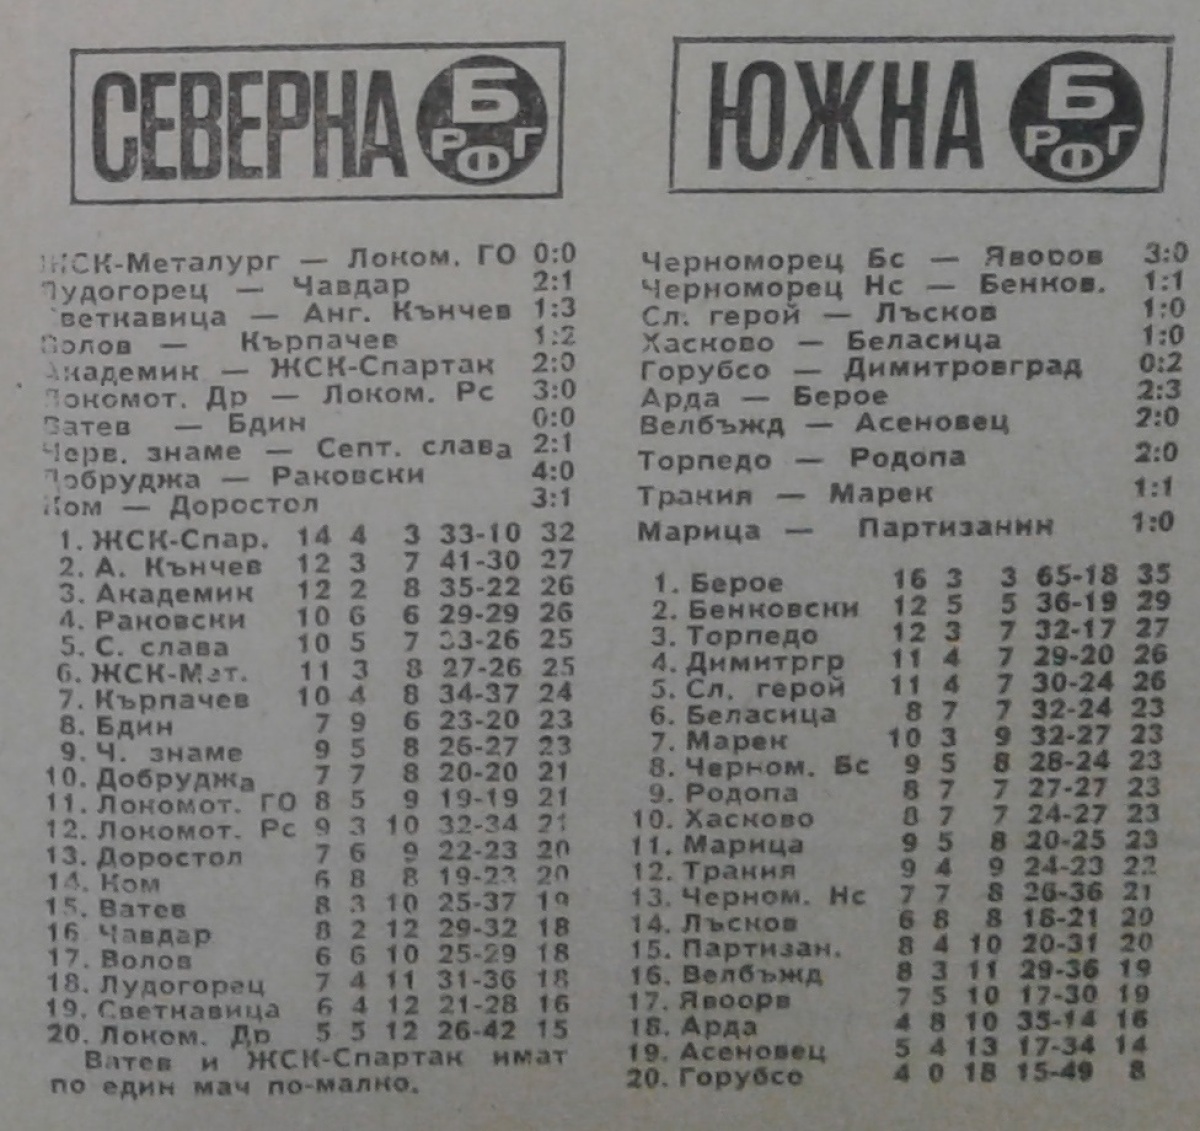 СЕВЕРНА БРФГ
ЖСК-Металург — Локом. ГО 0:0
Лудогорец — Чавдар 2:1
Светкавица — Анг. Кънчев 1:3
Волов — Кърпачев 1:2
Академик — ЖСК-Спартак 2:0
Локомот. Др — Локом. Рс 3:0
Ватев — Бдин 0:0
Черв. знаме — Септ. слава 2:1
Добруджа — Раковски 4:0
Ком — Доростол 3:1
1. ЖСК-Спар. 14 4 3 33-10 32
2. А. Кънчев 12 3 7 41-30 27
3. Академик 12 2 8 35-22 26
4. Раковски 10 6 6 29-29 26
5. С. слава 10 5 7 33-26 25
6. ЖСК-Мет. 11 3 8 27-26 25
7. Кърпачев 10 4 8 34-37 24
8. Бдин 7 9 6 23-20 23
9. Ч. знаме 9 5 8 26-27 23
10. Добруджа 7 7 8 20-20 21
11. Локомот. ГО 8 5 9 19-19 21
12. Локомот. Рс 9 3 10 32-34 21
13. Доростол 7 6 9 22-23 20
14. Ком 6 8 8 19-23 20
15. Ватев 8 3 10 25-37 19
16. Чавдар 8 2 12 29-32 18
17. Волов 6 6 10 25-29 18
18. Лудогорец 7 4 11 31-36 18
19. Светкавица 6 4 12 21-28 16
20. Локом. Др 5 5 12 26-42 15
Ватев и ЖСК-Спартак имат
по един мач по-малко.
ЮЖНА БРФГ
Черноморец Бс — Яворов 3:0
Черноморец Нс — Бенков. 1:1
Сл. герой — Лъсков 1:0
Хасково — Беласица 1:0
Горубсо — Димитровград 0:2
Арда — Берое 2:3
Велбъжд — Асеновец 2:0
Торпедо — Родопа 2:0
Тракия — Марек 1:1
Марица — Партизанин 1:0
1. Берое 16 3 3 65-18 35
2. Бенковски 12 5 5 36-19 29
3. Торпедо 12 3 7 32-17 27
4. Димитргр 11 4 7 29-20 26
5. Сл. герой 11 4 7 30-24 26
6. Беласица 8 7 7 32-24 23
7. Марек 10 3 9 32-27 23
8. Черном. Бс 9 5 8 28-24 23
9. Родопа 8 7 7 27-27 23
10. Хасково 8 7 7 24-27 23
11. Марица 9 5 8 20-25 23
12. Тракия 9 4 9 24-23 22
13. Черном. Нс 7 7 8 26-36 21
14. Лъсков 6 8 8 18-21 20
15. Партизан. 8 4 10 20-31 20
16. Велбъжд 8 3 11 29-36 19
17. Явоорв 7 5 10 17-30 19
18. Арда 4 8 10 35-14 16
19. Асеновец 5 4 13 17-34 14
20. Горубсо 4 0 18 15-49 8